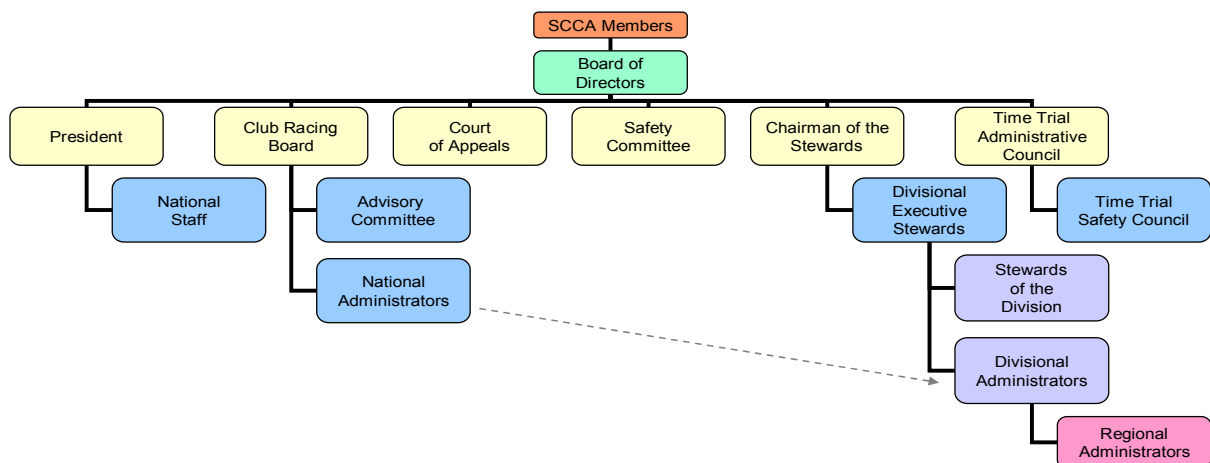 SCCA Members
Board of
Directors
President
Club Racing
Board
Court
of Appeals
Safety
Committee
Chairman of the
Stewards
Time Trial
Administrative
Council
National
Staff
Advisory
Committee
Divisional
Executive
Stewards
Time Trial
Safety Council
National
Administrators
Stewards
of the
Division
Divisional
Administrators
Regional
Administrators